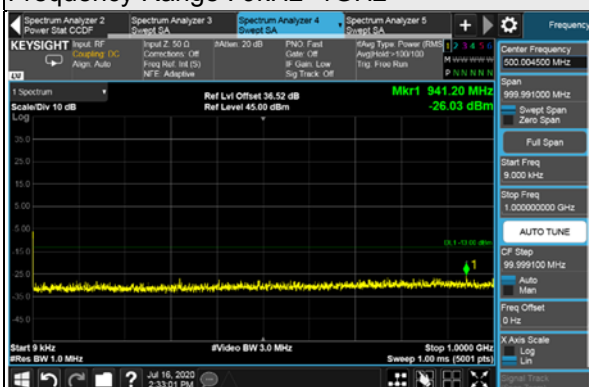 Frequency Range : 9kHz~1GHz
Spectrum Analyzer 2
Power Stat CCDF
Spectrum Analyzer 3
Swept SA
Spectrum Analyzer 4
Swept SA
Spectrum Analyzer 5
Swept SA
Frequency
KEYSIGHT
Input: RF
Coupling: DC
Align: Auto
Input Z: 50 Ω
Corrections: Off
Freq Ref: Int (S)
NFE: Adaptive
#Atten: 20 dB
PNO: Fast
Gate: Off
IF Gain: Low
Sig Track: Off
#Avg Type: Power (RMS)
Avg|Hold:>100/100
Trig: Free Run
1 2 3 4 5 6
M W W W W W
P N N N N N
LXI
1 Spectrum
Scale/Div 10 dB
Log
Ref Lvl Offset 36.52 dB
Ref Level 45.00 dBm
Mkr1 941.20 MHz
-26.03 dBm
35.0
25.0
15.0
5.00
-5.00
-15.0
-25.0
-35.0
-45.0
DL1 -13.00 dBm
1
Start 9 kHz
#Res BW 1.0 MHz
#Video BW 3.0 MHz
Stop 1.0000 GHz
Sweep 1.00 ms (5001 pts)
Center Frequency
500.004500 MHz
Span
999.991000 MHz
Swept Span
Zero Span
Full Span
Start Freq
9.000 kHz
Stop Freq
1.000000000 GHz
AUTO TUNE
CF Step
99.999100 MHz
Auto
Man
Freq Offset
0 Hz
X Axis Scale
Log
Lin
Signal Track
Jul 16, 2020
2:33:01 PM